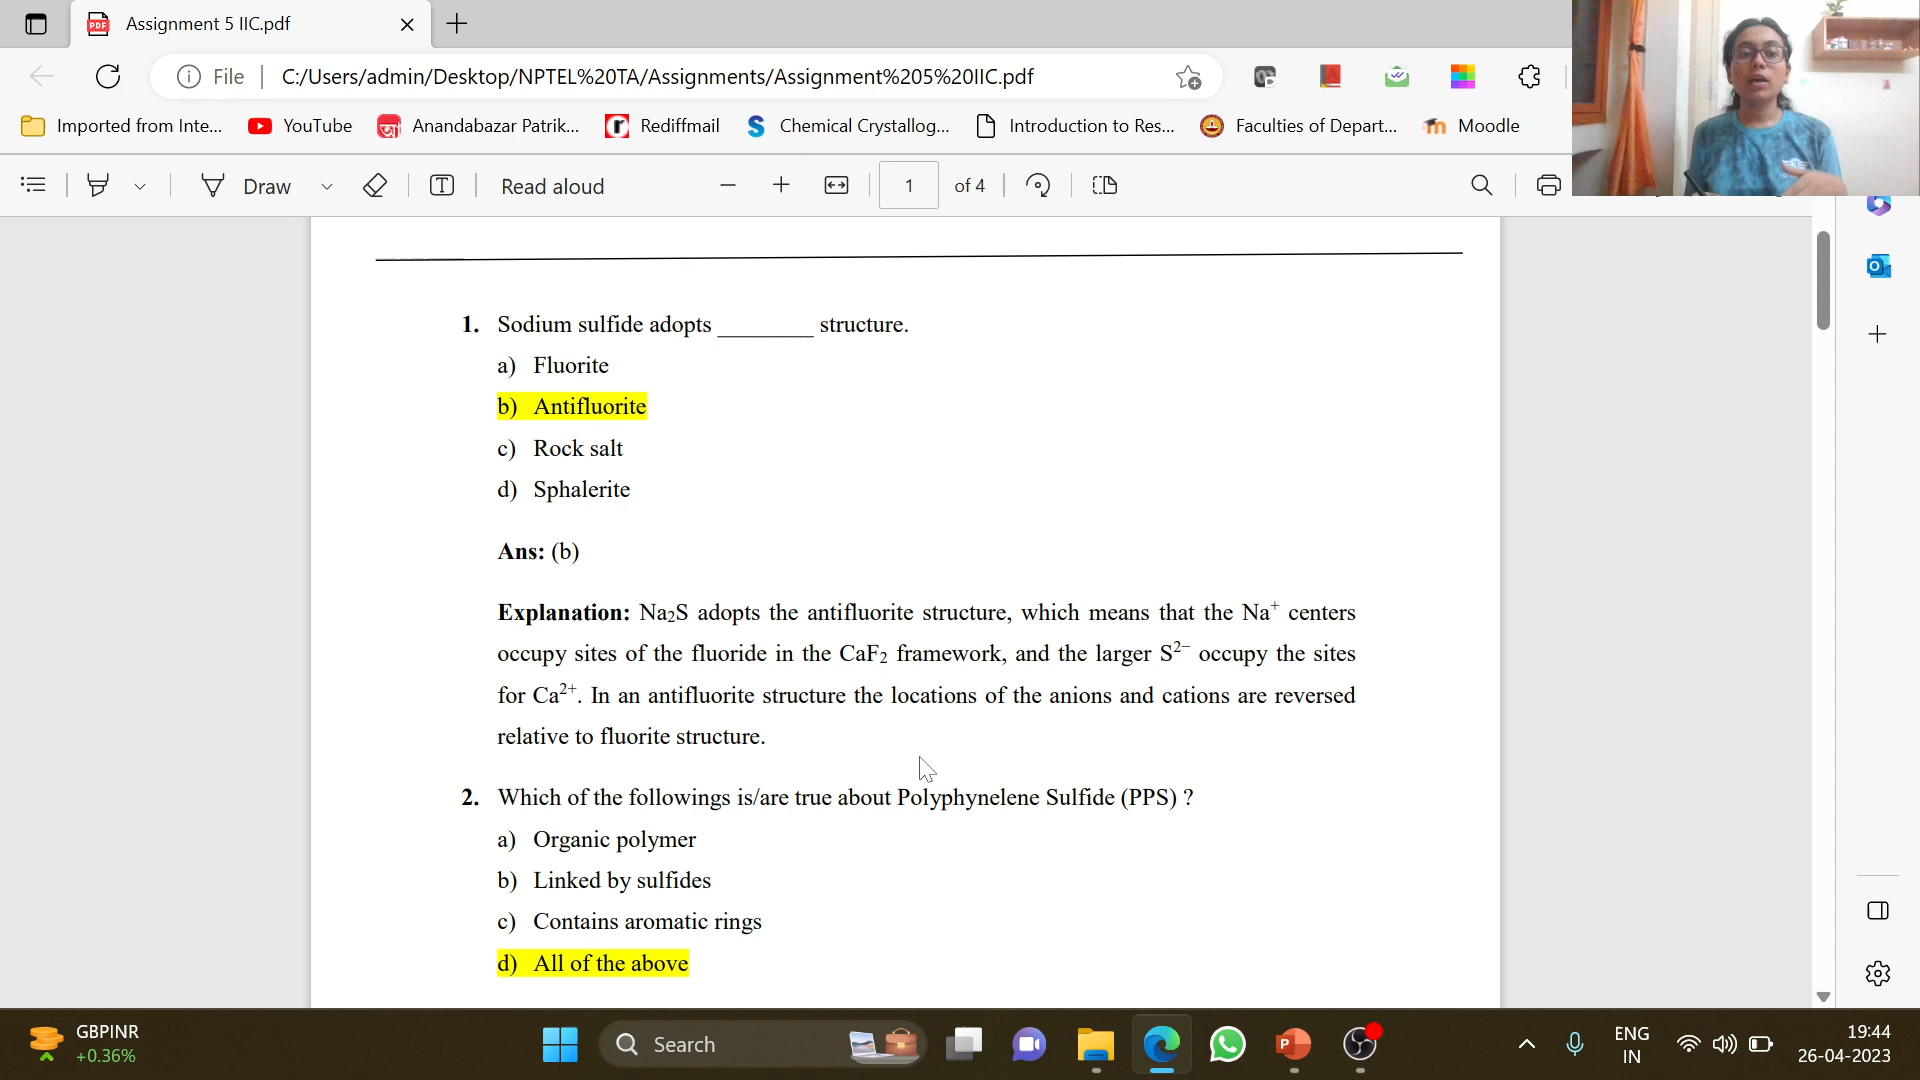 Assignment 5 IIC.pdf
File
C:/Users/admin/Desktop/NPTEL%20TA/Assignments/Assignment%205%20IIC.pdf
Imported from Inte...
YouTube
Anandabazar Patrik...
Rediffmail
Chemical Crystallog...
Introduction to Res...
Faculties of Depart...
Moodle
Draw
Read aloud
1
of 4
1. Sodium sulfide adopts ________ structure.
a) Fluorite
b) Antifluorite
c) Rock salt
d) Sphalerite
Ans: (b)
Explanation: Na₂S adopts the antifluorite structure, which means that the Na⁺ centers
occupy sites of the fluoride in the CaF₂ framework, and the larger S²⁻ occupy the sites
for Ca²⁺. In an antifluorite structure the locations of the anions and cations are reversed
relative to fluorite structure.
2. Which of the followings is/are true about Polyphynelene Sulfide (PPS) ?
a) Organic polymer
b) Linked by sulfides
c) Contains aromatic rings
d) All of the above
GBPINR
+0.36%
Search
ENG
IN
19:44
26-04-2023